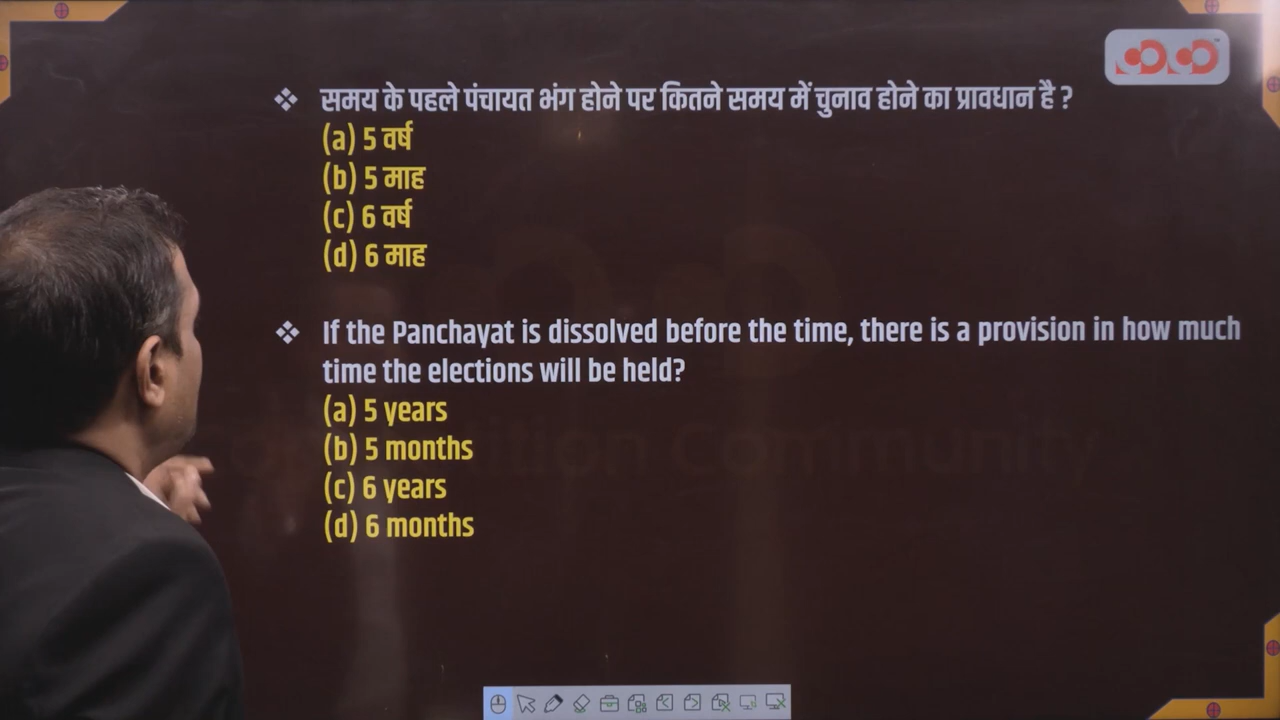 ❖ समय के पहले पंचायत भंग होने पर कितने समय में चुनाव होने का प्रावधान है ?
(a) 5 वर्ष
(b) 5 माह
(c) 6 वर्ष
(d) 6 माह
❖ If the Panchayat is dissolved before the time, there is a provision in how much
time the elections will be held?
(a) 5 years
(b) 5 months
(c) 6 years
(d) 6 months